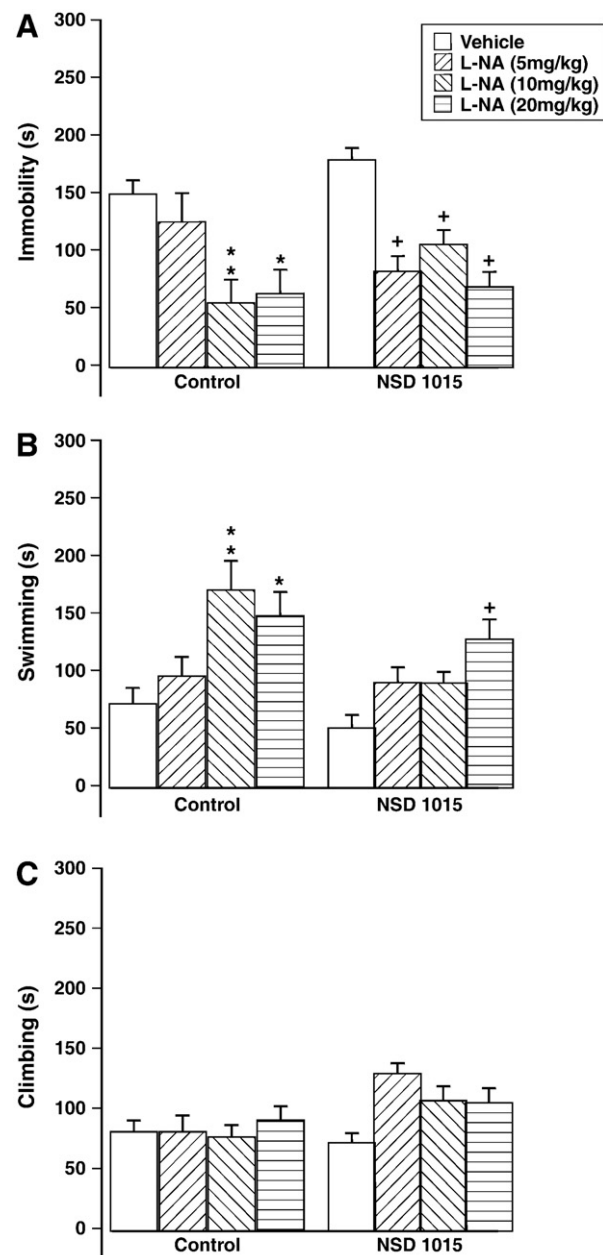 A
300
250
200
150
100
50
0
Immobility (s)
Vehicle
L-NA (5mg/kg)
L-NA (10mg/kg)
L-NA (20mg/kg)
*
*
*
+
+
+
Control
NSD 1015
B
300
250
200
150
100
50
0
Swimming (s)
*
*
*
+
Control
NSD 1015
C
300
250
200
150
100
50
0
Climbing (s)
Control
NSD 1015